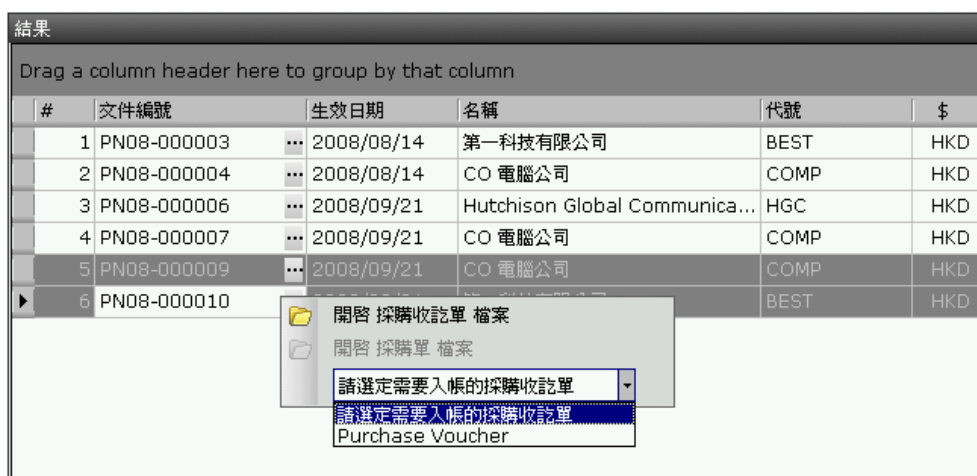 結果
Drag a column header here to group by that column
# 文件編號 生效日期 名稱 代號 $
1 PN08-000003 ... 2008/08/14 第一科技有限公司 BEST HKD
2 PN08-000004 ... 2008/08/14 CO 電腦公司 COMP HKD
3 PN08-000006 ... 2008/09/21 Hutchison Global Communica... HGC HKD
4 PN08-000007 ... 2008/09/21 CO 電腦公司 COMP HKD
5 PN08-000009 ... 2008/09/21 CO 電腦公司 COMP HKD
6 PN08-000010 BEST HKD
開啓 採購收訖單 檔案
開啓 採購單 檔案
請選定需要入帳的採購收訖單
請選定需要入帳的採購收訖單
Purchase Voucher